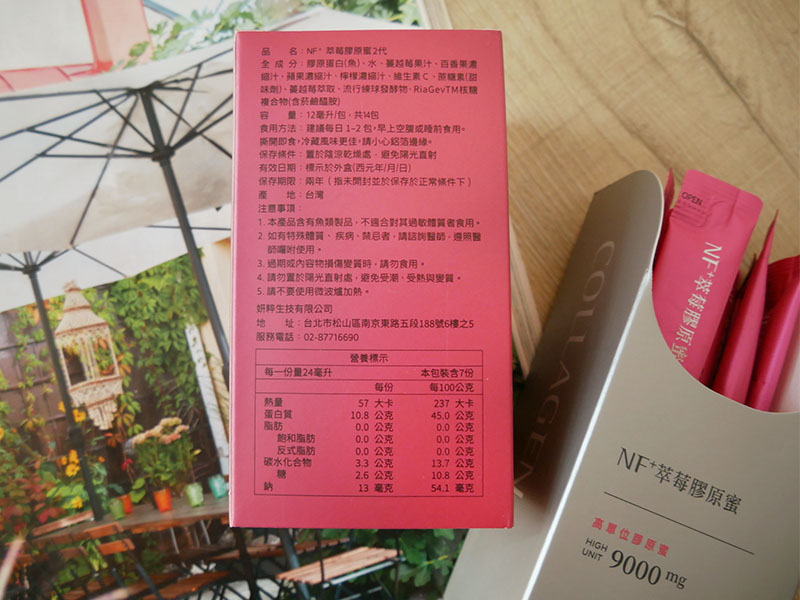 品　　名：NF⁺ 萃莓膠原蜜2代
全 成 分：膠原蛋白(魚)、水、蔓越莓果汁、百香果濃
縮汁、蘋果濃縮汁、檸檬濃縮汁、維生素Ｃ、蔗糖素(甜
味劑)、蔓越莓萃取、流行練球發酵物、RiaGevTM核糖
複合物(含菸鹼醯胺)
容　　量：12毫升/包，共14包
食用方法：建議每日1-2包，早上空腹或睡前食用。
撕開即食，冷藏風味更佳，請小心鋁箔邊緣。
保存條件：置於陰涼乾燥處、避免陽光直射
有效日期：標示於外盒(西元年/月/日)
保存期限：兩年（指未開封並於保存於正常條件下）
產　　地：台灣
注意事項：
1. 本產品含有魚類製品，不適合對其過敏體質者食用。
2. 如有特殊體質、疾病、禁忌者，請諮詢醫師，遵照醫
師囑咐使用。
3. 過期或內容物損傷變質時，請勿食用。
4. 請勿置於陽光直射處，避免受潮、受熱與變質。
5. 請不要使用微波爐加熱。
妍粹生技有限公司
地　　址：台北市松山區南京東路五段188號6樓之5
服務電話：02-87716690
營養標示
每一份量24毫升　本包裝含7份
每份　每100公克
熱量　57 大卡　237 大卡
蛋白質　10.8 公克　45.0 公克
脂肪　0.0 公克　0.0 公克
飽和脂肪　0.0 公克　0.0 公克
反式脂肪　0.0 公克　0.0 公克
碳水化合物　3.3 公克　13.7 公克
糖　2.6 公克　10.8 公克
鈉　13 毫克　54.1 毫克
OPEN
NF⁺萃莓膠原蜜
COLLAGEN
NF⁺萃莓膠原蜜
高單位膠原蜜
HIGH UNIT 9000 mg